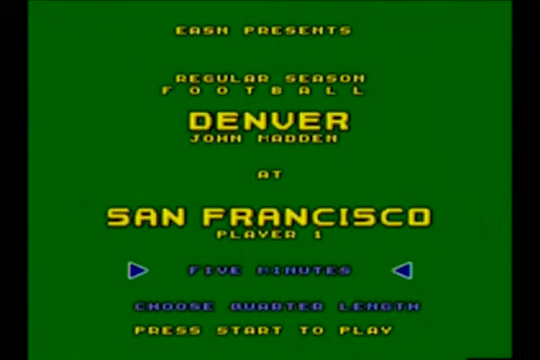 EASN PRESENTS
REGULAR SEASON
FOOTBALL
DENVER
JOHN MADDEN
AT
SAN FRANCISCO
PLAYER 1
FIVE MINUTES
CHOOSE QUARTER LENGTH
PRESS START TO PLAY